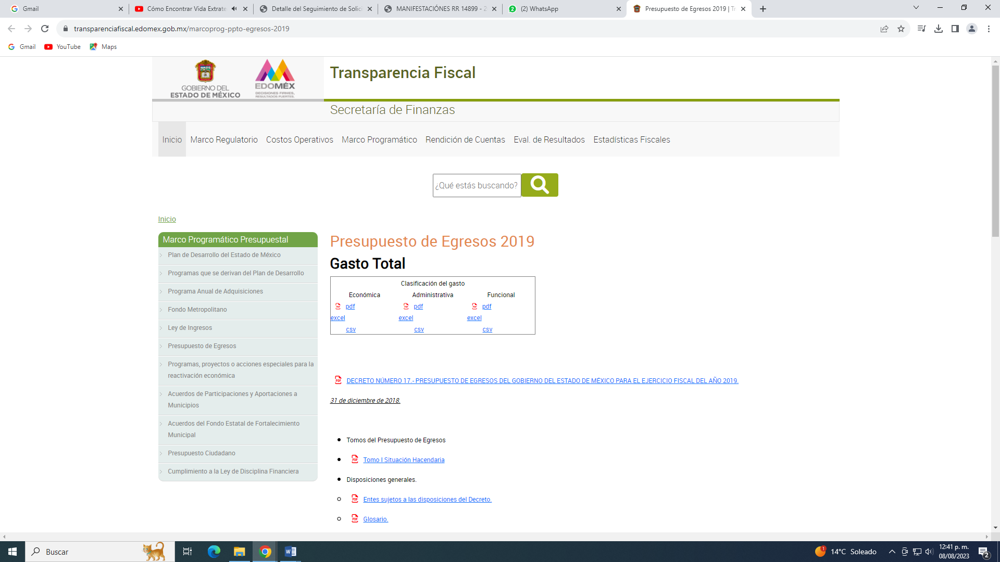 Gmail
Cómo Encontrar Vida Extrate
Detalle del Seguimiento de Solici
MANIFESTACIÓNES RR 14899 - 2
(2) WhatsApp
Presupuesto de Egresos 2019 | Tr
transparenciafiscal.edomex.gob.mx/marcoprog-ppto-egresos-2019
Gmail
YouTube
Maps
GOBIERNO DEL
ESTADO DE MÉXICO
EDOMÉX
DECISIONES FIRMES,
RESULTADOS FUERTES.
Transparencia Fiscal
Secretaría de Finanzas
Inicio Marco Regulatorio Costos Operativos Marco Programático Rendición de Cuentas Eval. de Resultados Estadísticas Fiscales
¿Qué estás buscando?
Inicio
Marco Programático Presupuestal
Plan de Desarrollo del Estado de México
Programas que se derivan del Plan de Desarrollo
Programa Anual de Adquisiciones
Fondo Metropolitano
Ley de Ingresos
Presupuesto de Egresos
Programas, proyectos o acciones especiales para la
reactivación económica
Acuerdos de Participaciones y Aportaciones a
Municipios
Acuerdos del Fondo Estatal de Fortalecimiento
Municipal
Presupuesto Ciudadano
Cumplimiento a la Ley de Disciplina Financiera
Presupuesto de Egresos 2019
Gasto Total
Clasificación del gasto
Económica Administrativa Funcional
pdf pdf pdf
excel excel excel
csv csv csv
DECRETO NÚMERO 17.- PRESUPUESTO DE EGRESOS DEL GOBIERNO DEL ESTADO DE MÉXICO PARA EL EJERCICIO FISCAL DEL AÑO 2019.
31 de diciembre de 2018.
Tomos del Presupuesto de Egresos
Tomo I Situación Hacendaria
Disposiciones generales.
Entes sujetos a las disposiciones del Decreto.
Glosario.
Buscar
1
14°C Soleado
12:41 p. m.
08/08/2023
2